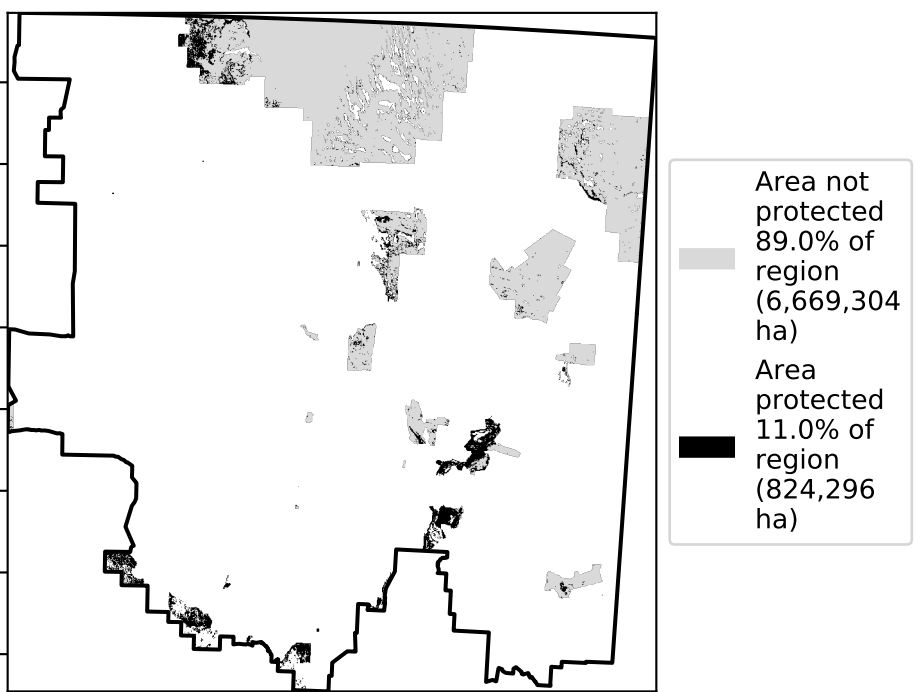 Area not
protected
89.0% of
region
(6,669,304
ha)
Area
protected
11.0% of
region
(824,296
ha)